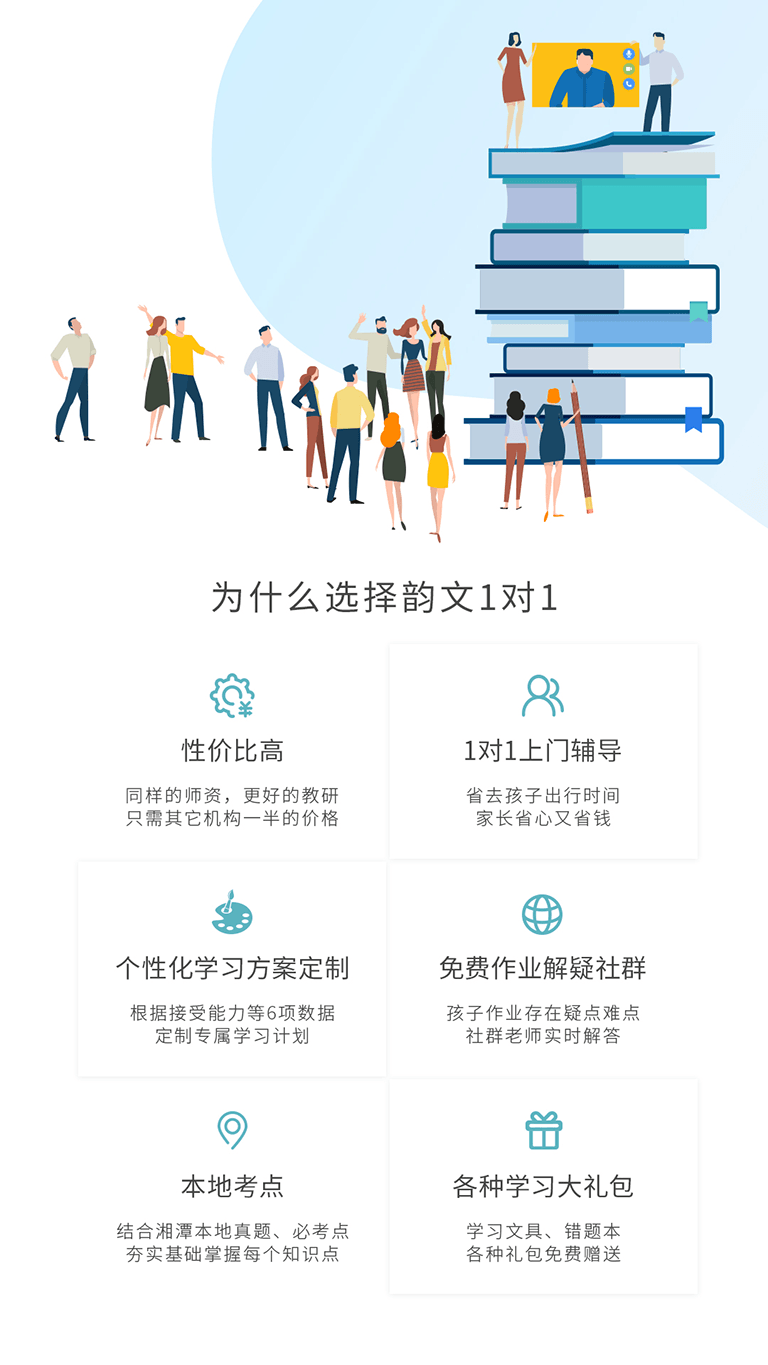 为什么选择韵文1对1
性价比高
同样的师资，更好的教研
只需其它机构一半的价格
1对1上门辅导
省去孩子出行时间
家长省心又省钱
个性化学习方案定制
根据接受能力等6项数据
定制专属学习计划
免费作业解疑社群
孩子作业存在疑点难点
社群老师实时解答
本地考点
结合湘潭本地真题、必考点
夯实基础掌握每个知识点
各种学习大礼包
学习文具、错题本
各种礼包免费赠送